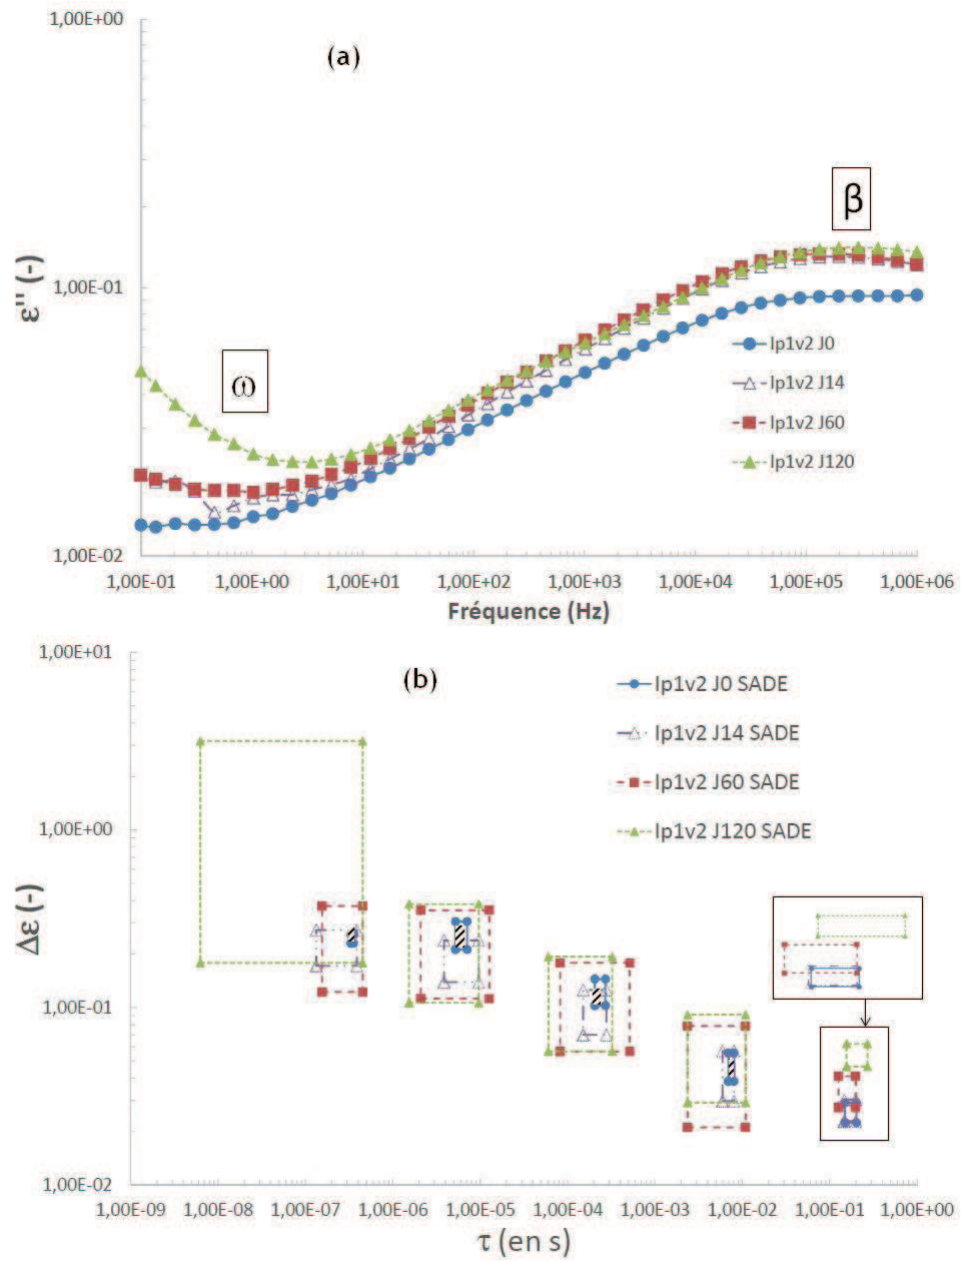 1,00E+00
(a)
β
1,00E-01
ε'' (-)
ω
Ip1v2 J0
Ip1v2 J14
Ip1v2 J60
Ip1v2 J120
1,00E-02
1,00E-01 1,00E+00 1,00E+01 1,00E+02 1,00E+03 1,00E+04 1,00E+05 1,00E+06
Fréquence (Hz)
1,00E+01
(b)
Ip1v2 J0 SADE
Ip1v2 J14 SADE
Ip1v2 J60 SADE
Ip1v2 J120 SADE
1,00E+00
Δε (-)
1,00E-01
1,00E-02
1,00E-09 1,00E-08 1,00E-07 1,00E-06 1,00E-05 1,00E-04 1,00E-03 1,00E-02 1,00E-01 1,00E+00
τ (en s)